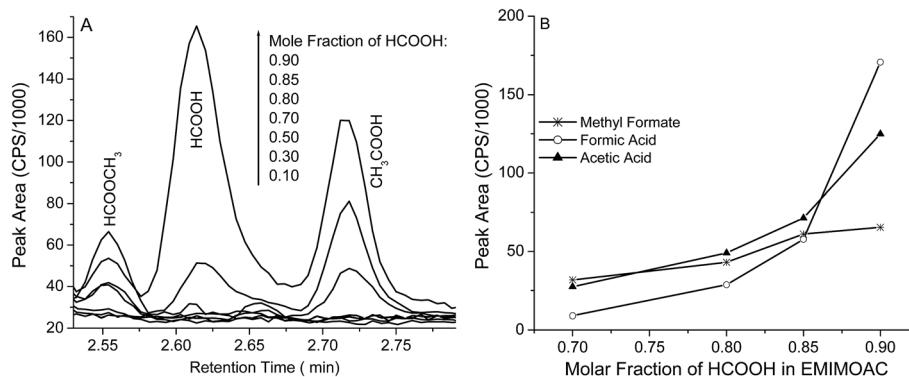 A
Mole Fraction of HCOOH:
0.90
0.85
0.80
0.70
0.50
0.30
0.10
HCOOCH3
HCOOH
CH3COOH
Peak Area (CPS/1000)
160
140
120
100
80
60
40
20
2.55
2.60
2.65
2.70
2.75
Retention Time ( min)
B
Methyl Formate
Formic Acid
Acetic Acid
Peak Area (CPS/1000)
200
150
100
50
0
0.70
0.75
0.80
0.85
0.90
Molar Fraction of HCOOH in EMIMOAC